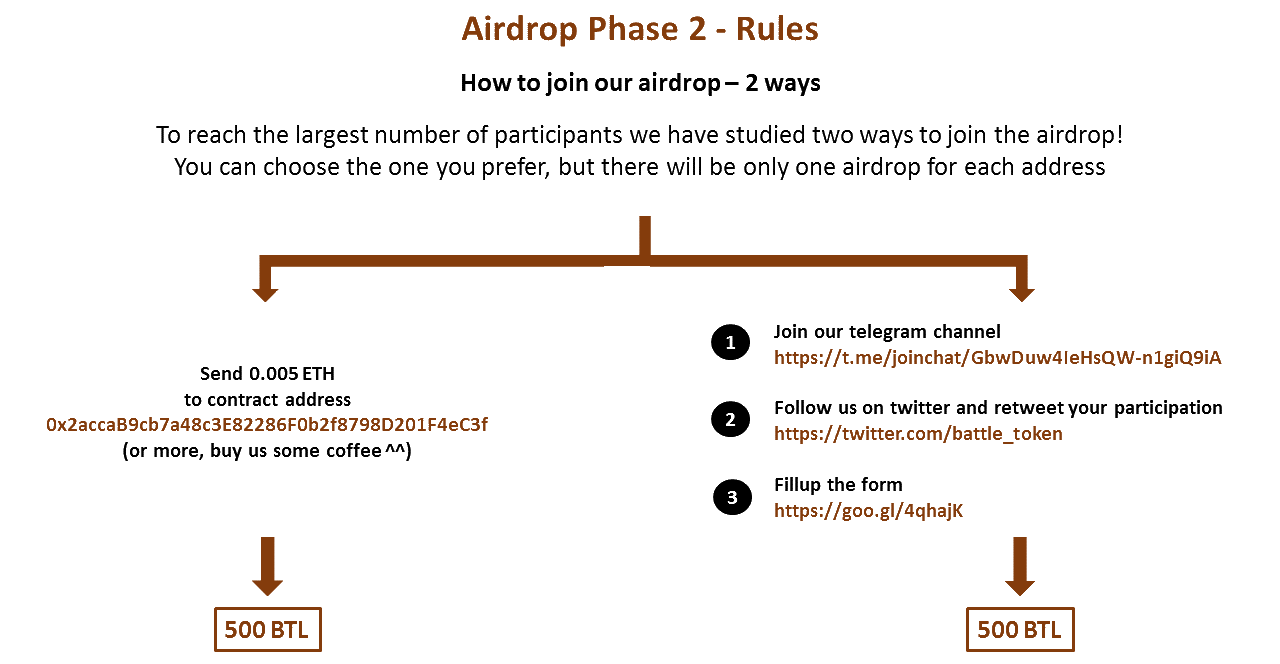 Airdrop Phase 2 - Rules
How to join our airdrop – 2 ways
To reach the largest number of participants we have studied two ways to join the airdrop!
You can choose the one you prefer, but there will be only one airdrop for each address
Send 0.005 ETH
to contract address
0x2accaB9cb7a48c3E82286F0b2f8798D201F4eC3f
(or more, buy us some coffee ^^)
500 BTL
1
Join our telegram channel
https://t.me/joinchat/GbwDuw4IeHsQW-n1giQ9iA
2
Follow us on twitter and retweet your participation
https://twitter.com/battle_token
3
Fillup the form
https://goo.gl/4qhajK
500 BTL